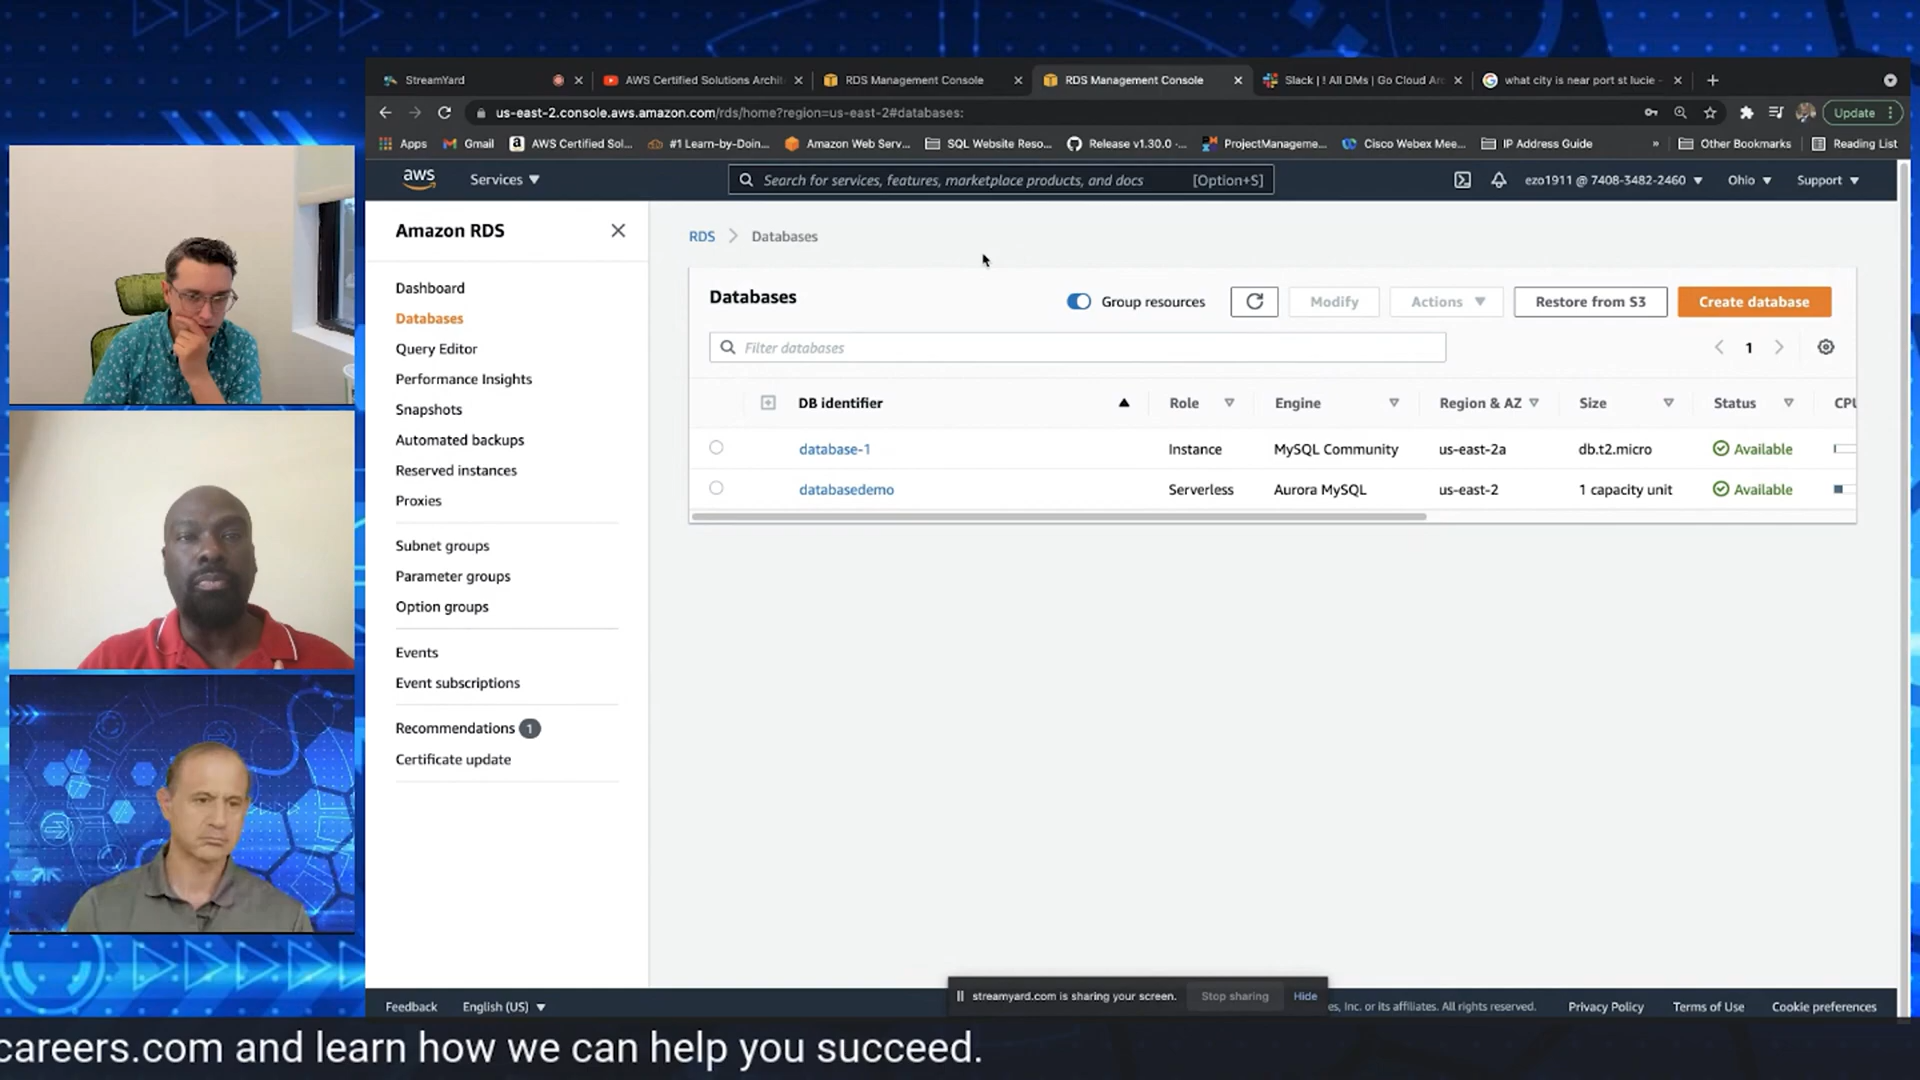 StreamYard
AWS Certified Solutions Archit
RDS Management Console
RDS Management Console
Slack | ! All DMs | Go Cloud Ar
what city is near port st lucie -
us-east-2.console.aws.amazon.com/rds/home?region=us-east-2#databases:
Update
Apps
Gmail
AWS Certified Sol...
#1 Learn-by-Doin...
Amazon Web Serv...
SQL Website Reso...
Release v1.30.0 ·...
ProjectManageme...
Cisco Webex Mee...
IP Address Guide
»
Other Bookmarks
Reading List
aws
Services
Search for services, features, marketplace products, and docs
[Option+S]
ezo1911 @ 7408-3482-2460
Ohio
Support
Amazon RDS
Dashboard
Databases
Query Editor
Performance Insights
Snapshots
Automated backups
Reserved instances
Proxies
Subnet groups
Parameter groups
Option groups
Events
Event subscriptions
Recommendations 1
Certificate update
RDS > Databases
Databases
Group resources
Modify
Actions
Restore from S3
Create database
Filter databases
1
DB identifier Role Engine Region & AZ Size Status CPU
database-1 Instance MySQL Community us-east-2a db.t2.micro Available
databasedemo Serverless Aurora MySQL us-east-2 1 capacity unit Available
streamyard.com is sharing your screen.
Stop sharing
Hide
Feedback
English (US)
es, Inc. or its affiliates. All rights reserved.
Privacy Policy
Terms of Use
Cookie preferences
careers.com and learn how we can help you succeed.